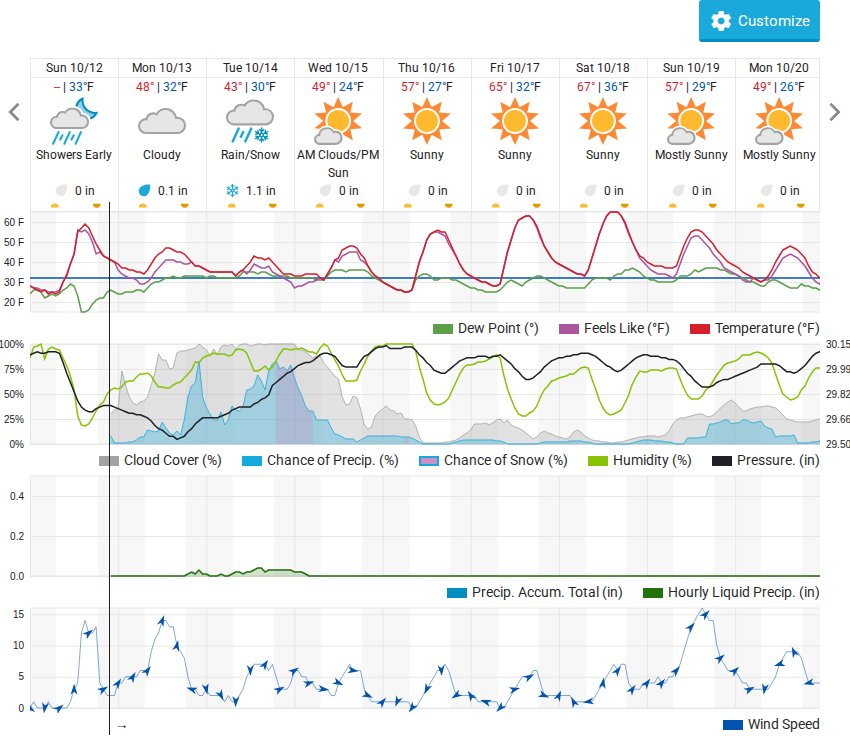 Customize
Sun 10/12 Mon 10/13 Tue 10/14 Wed 10/15 Thu 10/16 Fri 10/17 Sat 10/18 Sun 10/19 Mon 10/20
-- | 33°F 48° | 32°F 43° | 30°F 49° | 24°F 57° | 27°F 65° | 32°F 67° | 36°F 57° | 29°F 49° | 26°F
Showers Early Cloudy Rain/Snow AM Clouds/PM Sunny Sunny Sunny Mostly Sunny Mostly Sunny
Sun
0 in 0.1 in 1.1 in 0 in 0 in 0 in 0 in 0 in 0 in
60 F
50 F
40 F
30 F
20 F
Dew Point (°) Feels Like (°F) Temperature (°F)
100% 30.15
75% 29.99
50% 29.82
25% 29.66
0% 29.50
Cloud Cover (%) Chance of Precip. (%) Chance of Snow (%) Humidity (%) Pressure. (in)
0.4
0.2
0.0
Precip. Accum. Total (in) Hourly Liquid Precip. (in)
15
10
5
0
→
Wind Speed